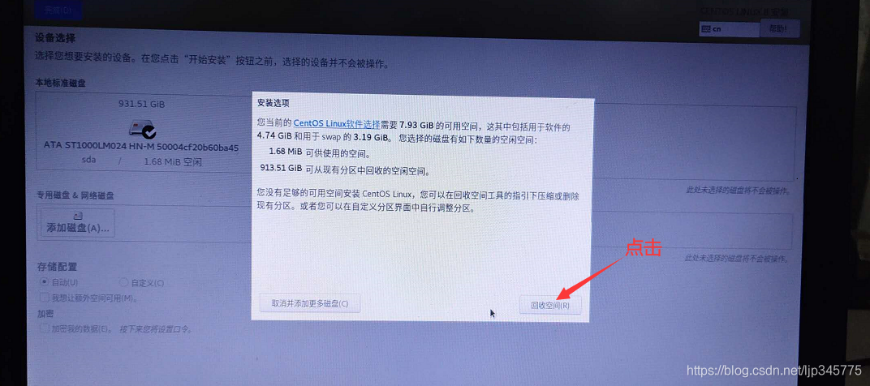 完成(D)
cn
帮助!
设备选择
选择您想要安装的设备。在您点击“开始安装”按钮之前，选择的设备并不会被操作。
本地标准磁盘
931.51 GiB
ATA ST1000LM024 HN-M 50004cf20b60ba45
sda / 1.68 MiB 空闲
此处未选择的磁盘将不会被操作。
专用磁盘 & 网络磁盘
添加磁盘(A)...
此处未选择的磁盘将不会被操作。
存储配置
自动(U)
自定义(C)
我想让额外空间可用(M)。
加密
加密我的数据(E)。 接下来您将设置口令。
安装选项
您当前的 CentOS Linux软件选择需要 7.93 GiB 的可用空间，这其中包括用于软件的
4.74 GiB 和用于 swap 的 3.19 GiB。 您选择的磁盘有如下数量的空闲空间：
1.68 MiB 可供使用的空间。
913.51 GiB 可从现有分区中回收的空闲空间。
您没有足够的可用空间安装 CentOS Linux，您可以在回收空间工具的指引下压缩或删除
现有分区。或者您可以在自定义分区界面中自行调整分区。
取消并添加更多磁盘(C)
回收空间(R)
点击
https://blog.csdn.net/ljp345775